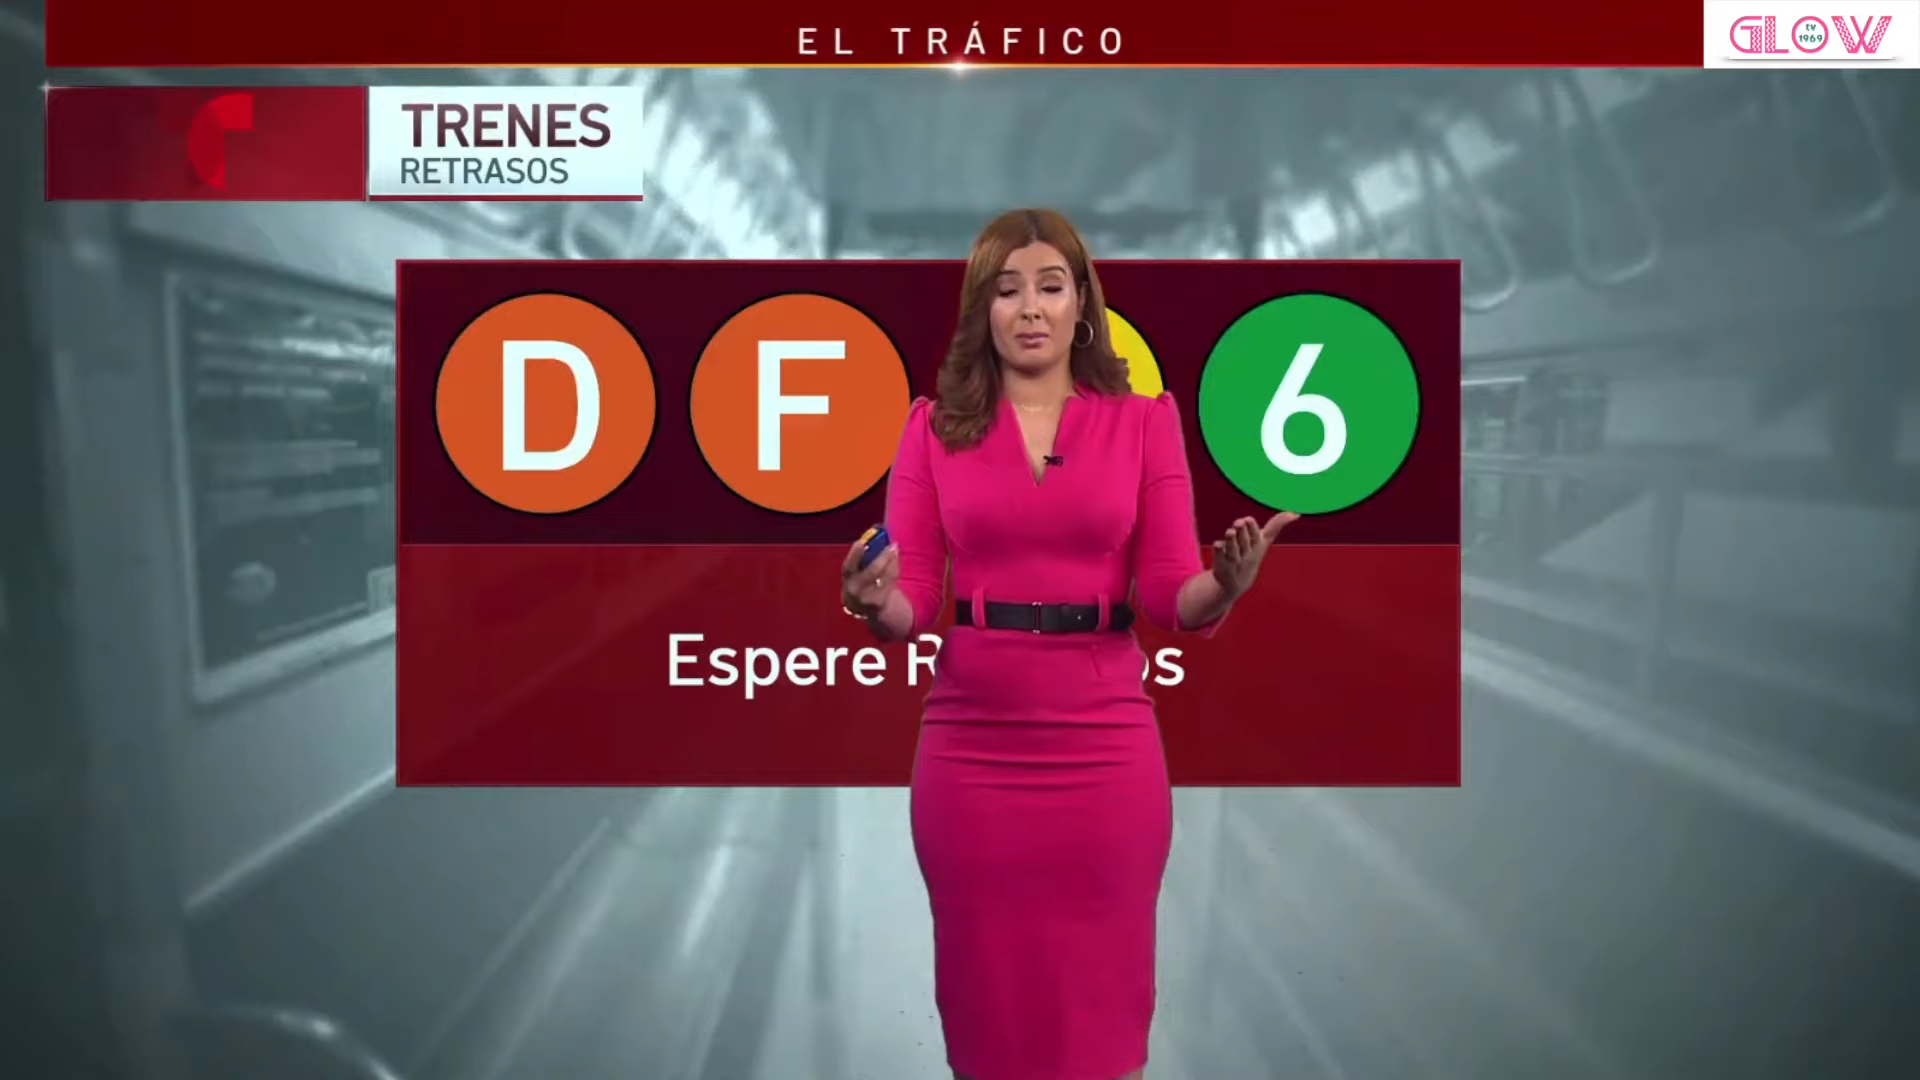 EL TRÁFICO
GLOW
tv
1969
TRENES
RETRASOS
D F 6
Espere